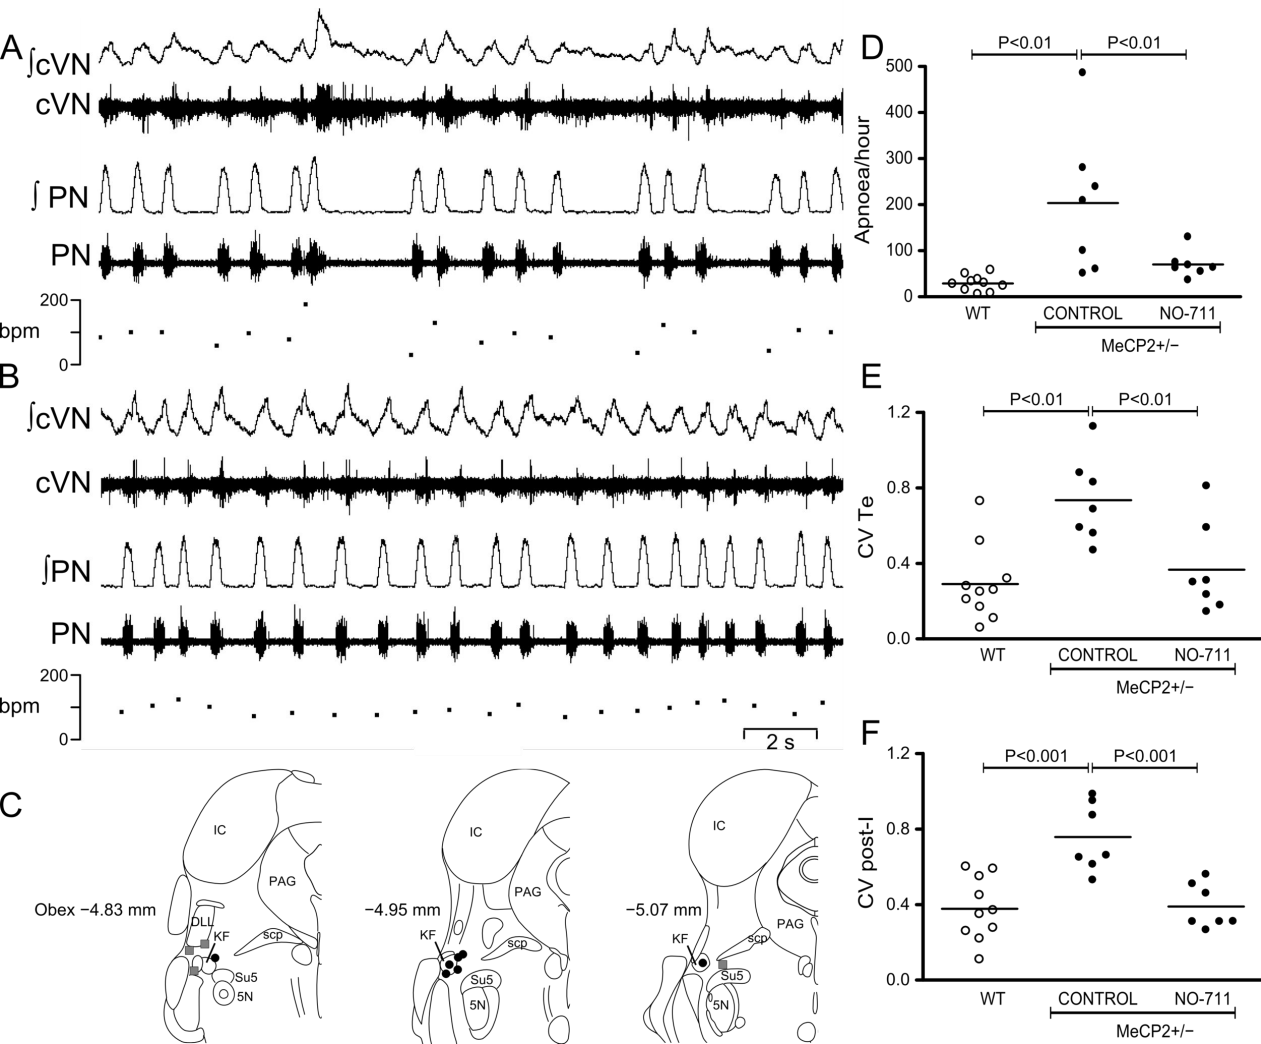 A
∫cVN
cVN
∫ PN
PN
200
bpm
0
B
∫cVN
cVN
∫PN
PN
200
bpm
0
2 s
C
IC
PAG
Obex −4.83 mm
DLL
KF
scp
Su5
5N
IC
PAG
−4.95 mm
KF
scp
Su5
5N
IC
−5.07 mm
PAG
KF
scp
Su5
5N
D
P<0.01
P<0.01
500
400
300
200
100
0
Apnoea/hour
WT
CONTROL
NO-711
MeCP2+/−
E
P<0.01
P<0.01
1.2
0.8
0.4
0.0
CV Te
WT
CONTROL
NO-711
MeCP2+/−
F
P<0.001
P<0.001
1.2
0.8
0.4
0.0
CV post-I
WT
CONTROL
NO-711
MeCP2+/−